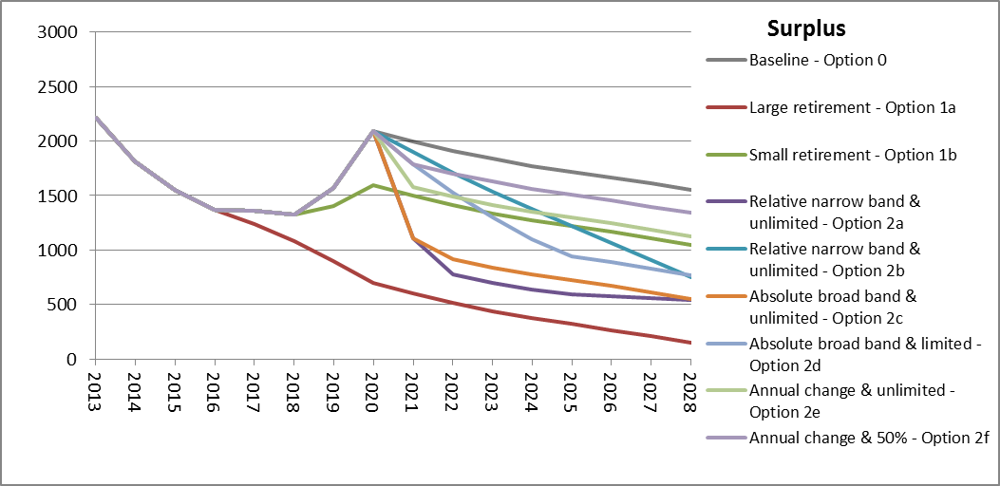 Surplus
3000
2500
2000
1500
1000
500
0
2013
2014
2015
2016
2017
2018
2019
2020
2021
2022
2023
2024
2025
2026
2027
2028
Baseline - Option 0
Large retirement - Option 1a
Small retirement - Option 1b
Relative narrow band &
unlimited - Option 2a
Relative narrow band &
unlimited - Option 2b
Absolute broad band &
unlimited - Option 2c
Absolute broad band & limited -
Option 2d
Annual change & unlimited -
Option 2e
Annual change & 50% - Option 2f